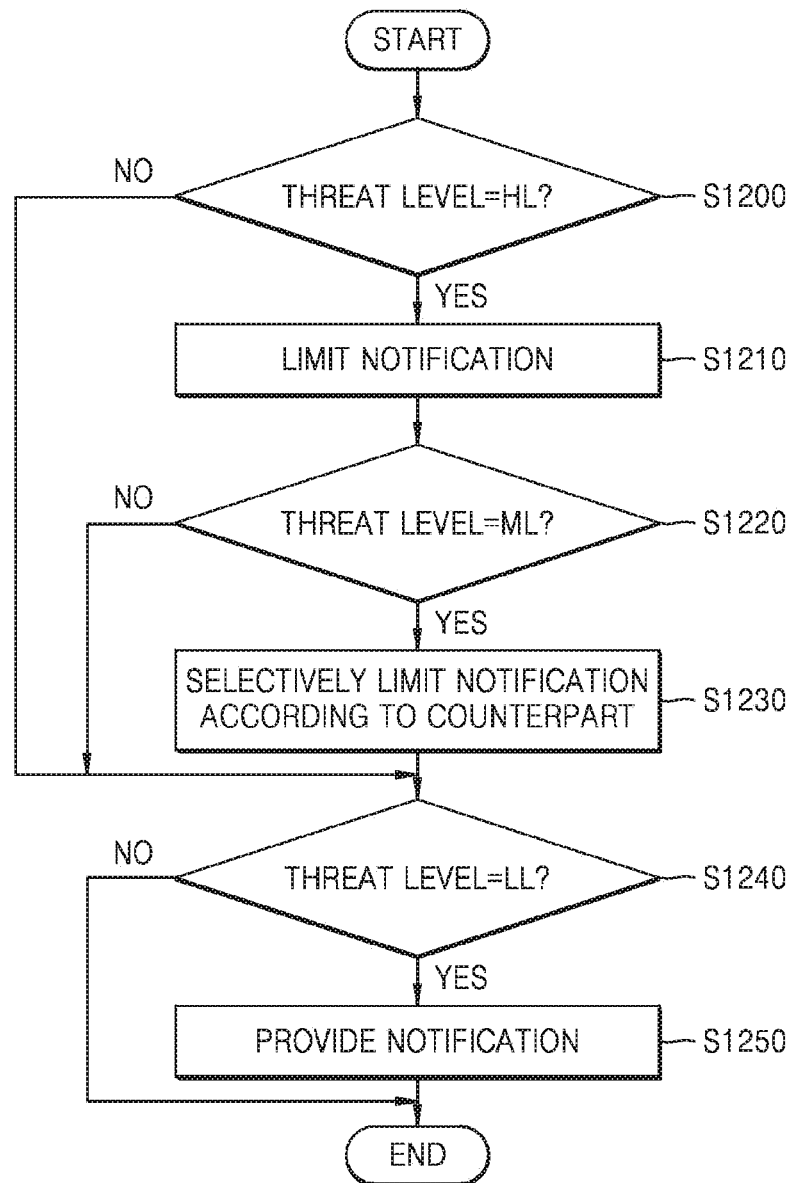 START
NO
THREAT LEVEL=HL?
S1200
YES
LIMIT NOTIFICATION
S1210
NO
THREAT LEVEL=ML?
S1220
YES
SELECTIVELY LIMIT NOTIFICATION
ACCORDING TO COUNTERPART
S1230
NO
THREAT LEVEL=LL?
S1240
YES
PROVIDE NOTIFICATION
S1250
END